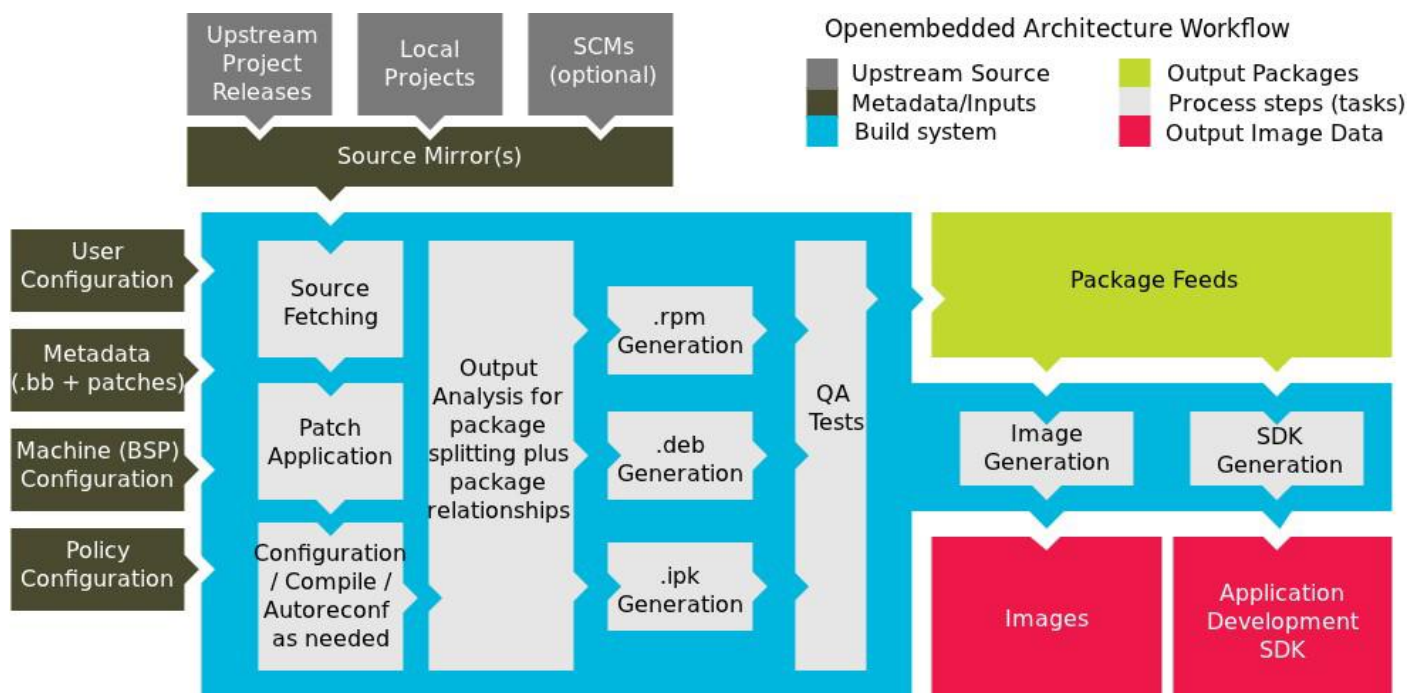 Upstream
Project
Releases
Local
Projects
SCMs
(optional)
Source Mirror(s)
Openembedded Architecture Workflow
Upstream Source
Metadata/Inputs
Build system
Output Packages
Process steps (tasks)
Output Image Data
User
Configuration
Metadata
(.bb + patches)
Machine (BSP)
Configuration
Policy
Configuration
Source
Fetching
Patch
Application
Configuration
/ Compile /
Autoreconf
as needed
Output
Analysis for
package
splitting plus
package
relationships
.rpm
Generation
.deb
Generation
.ipk
Generation
QA
Tests
Package Feeds
Image
Generation
SDK
Generation
Images
Application
Development
SDK